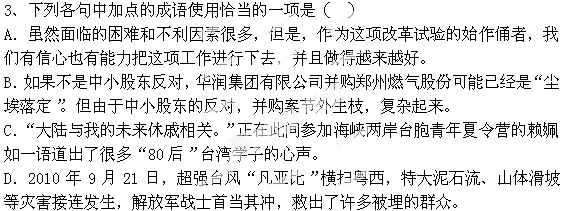 3、下列各句中加点的成语使用恰当的一项是（　）
A．虽然面临的困难和不利因素很多，但是，作为这项改革试验的始作俑者，我
们有信心也有能力把这项工作进行下去，并且做得越来越好。
B．如果不是中小股东反对，华润集团有限公司并购郑州燃气股份可能已经是“尘
埃落定”。但由于中小股东的反对，并购案节外生枝，复杂起来。
C．“大陆与我的未来休戚相关。”正在此间参加海峡两岸台胞青年夏令营的赖姵
如一语道出了很多“80后”台湾学子的心声。
D．2010年9月21日，超强台风“凡亚比”横扫粤西，特大泥石流、山体滑坡
等灾害接连发生，解放军战士首当其冲，救出了许多被埋的群众。